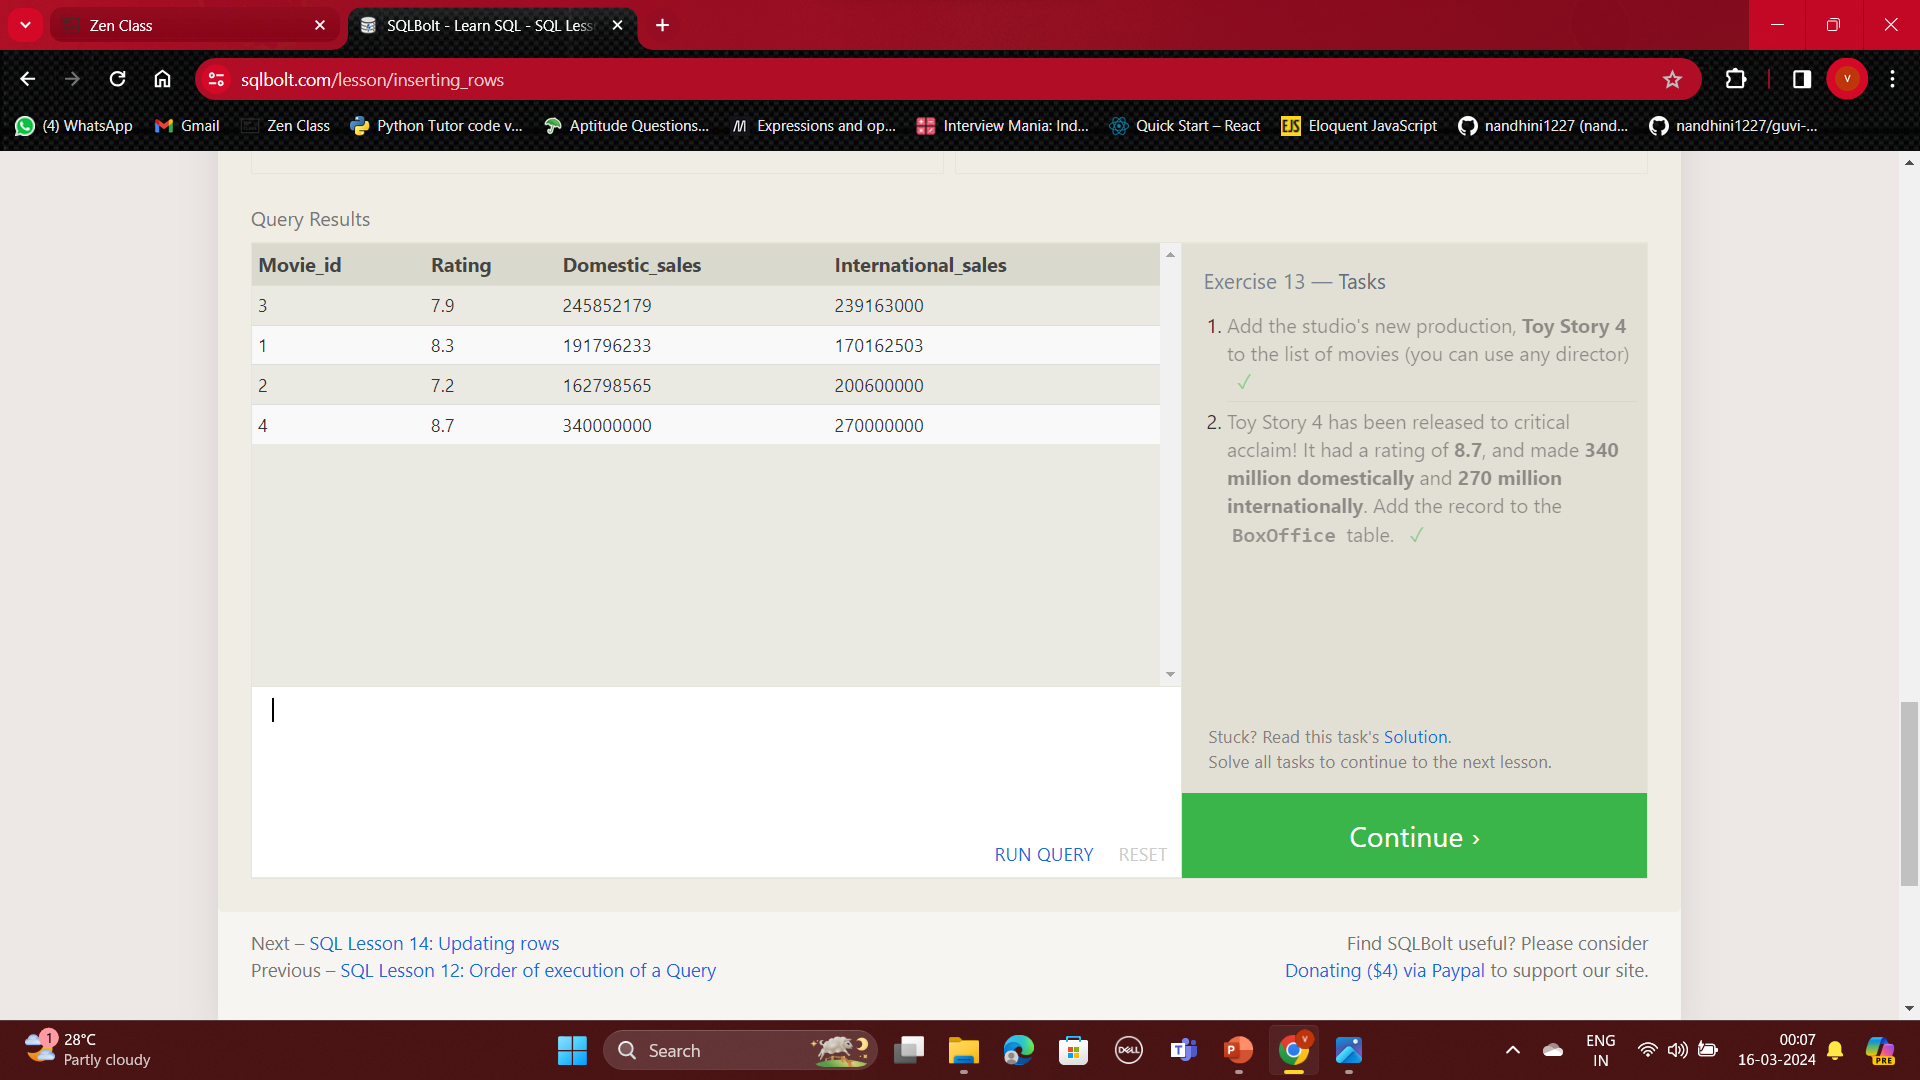 Zen Class
SQLBolt - Learn SQL - SQL Less
sqlbolt.com/lesson/inserting_rows
V
(4) WhatsApp
Gmail
Zen Class
Python Tutor code v...
Aptitude Questions...
Expressions and op...
Interview Mania: Ind...
Quick Start – React
EJS
Eloquent JavaScript
nandhini1227 (nand...
nandhini1227/guvi-...
Query Results
Movie_id Rating Domestic_sales International_sales
3 7.9 245852179 239163000
1 8.3 191796233 170162503
2 7.2 162798565 200600000
4 8.7 340000000 270000000
Exercise 13 — Tasks
1. Add the studio's new production, Toy Story 4
to the list of movies (you can use any director)
✓
2. Toy Story 4 has been released to critical
acclaim! It had a rating of 8.7, and made 340
million domestically and 270 million
internationally. Add the record to the
BoxOffice table. ✓
RUN QUERY RESET
Stuck? Read this task's Solution.
Solve all tasks to continue to the next lesson.
Continue ›
Next – SQL Lesson 14: Updating rows
Previous – SQL Lesson 12: Order of execution of a Query
Find SQLBolt useful? Please consider
Donating ($4) via Paypal to support our site.
1
28°C
Partly cloudy
Search
DELL
T
P
V
ENG
IN
00:07
16-03-2024
PRE